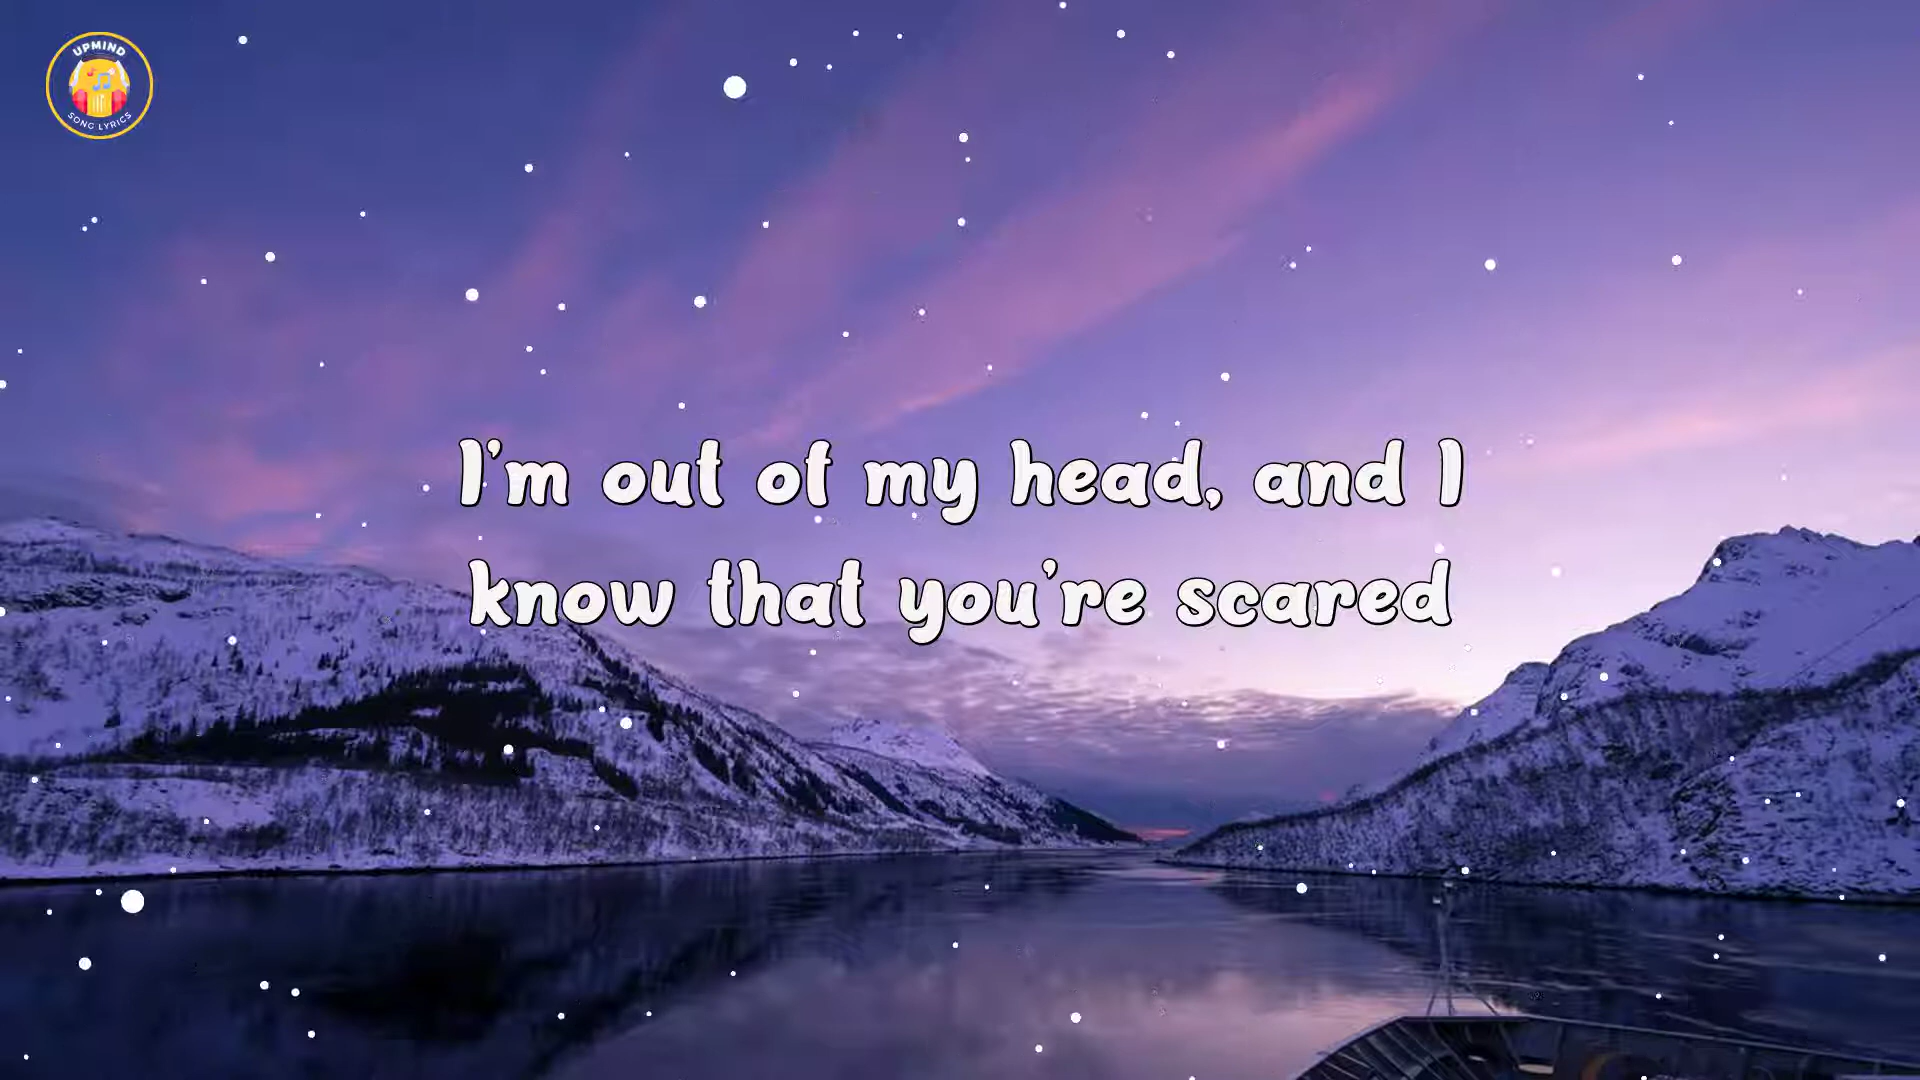 UPMIND
SONG LYRICS
I'm out of my head, and I
know that you're scared